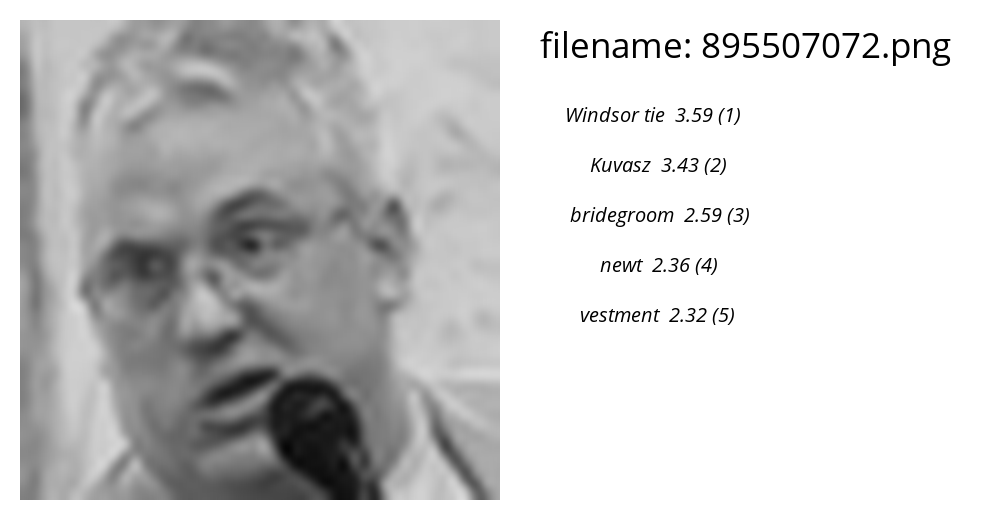 filename: 895507072.png
Windsor tie 3.59 (1)
Kuvasz 3.43 (2)
bridegroom 2.59 (3)
newt 2.36 (4)
vestment 2.32 (5)